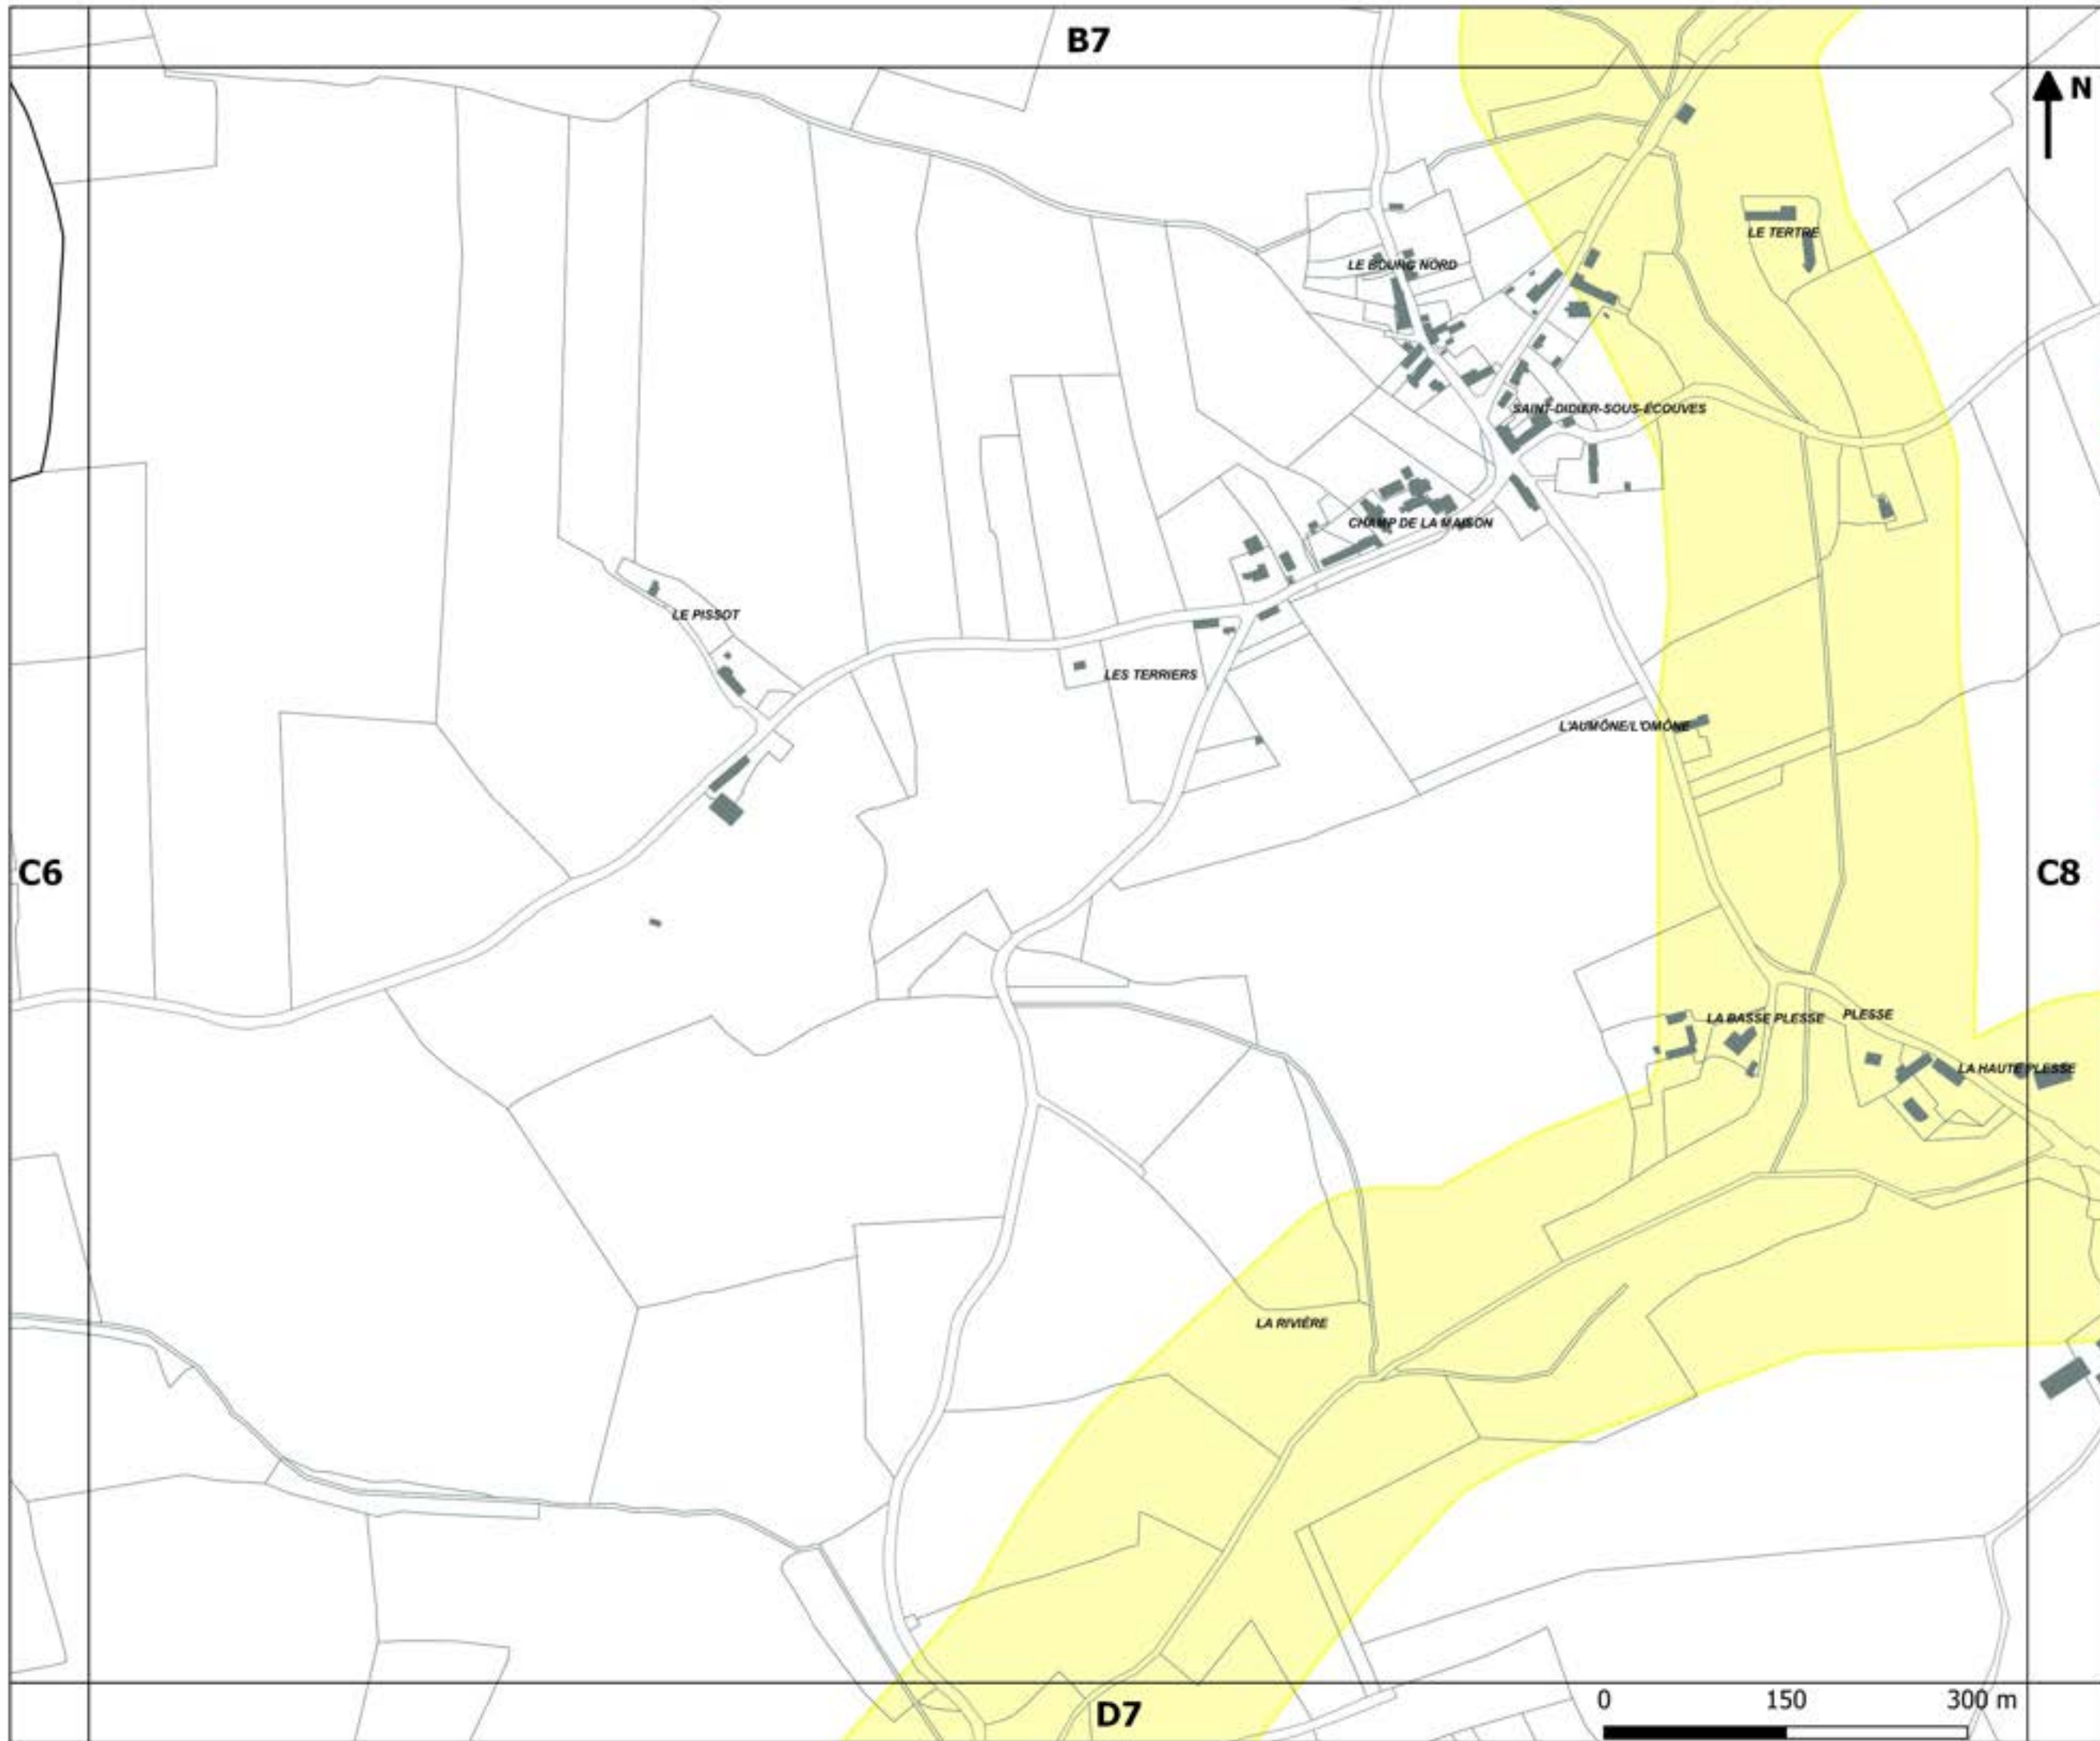 B7
N
LE TERTRE
LE BOURG NORD
SAINT-DIDIER-SOUS-ÉCOUVES
CHAMP DE LA MAISON
LE PISSOT
LES TERRIERS
L'AUMÔNE/L'OMÔNE
C6
C8
LA BASSE PLESSE
PLESSE
LA HAUTE PLESSE
LA RIVIÈRE
D7
0 150 300 m